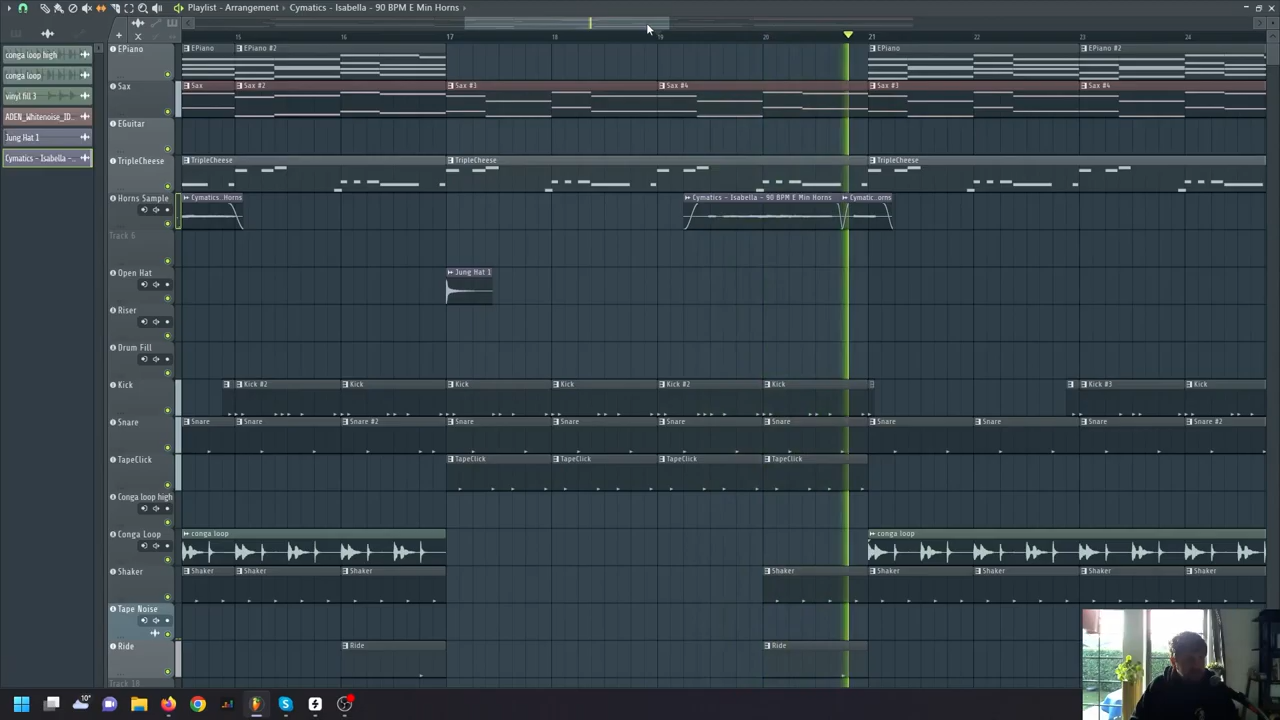 Playlist - Arrangement › Cymatics - Isabella - 90 BPM E Min Horns ›
15 16 17 18 19 20 21 22 23 24
conga loop high
conga loop
vinyl fill 3
ADEN_Whitenoise_ID...
Jung Hat 1
Cymatics - Isabella -...
EPiano EPiano EPiano #2 EPiano EPiano #2
Sax Sax Sax #2 Sax #3 Sax #4 Sax #3 Sax #4
EGuitar
TripleCheese TripleCheese TripleCheese TripleCheese
Horns Sample Cymatics...Horns Cymatics - Isabella - 90 BPM E Min Horns Cymatic...orns
Track 6
Open Hat Jung Hat 1
Riser
Drum Fill
Kick Kick #2 Kick Kick Kick Kick #2 Kick Kick #3 Kick
Snare Snare Snare Snare #2 Snare Snare Snare Snare Snare Snare Snare Snare #2
TapeClick TapeClick TapeClick TapeClick TapeClick
Conga loop high
Conga Loop conga loop conga loop
Shaker Shaker Shaker Shaker Shaker Shaker Shaker Shaker Shaker
Tape Noise
Ride Ride Ride
Track 18
10°